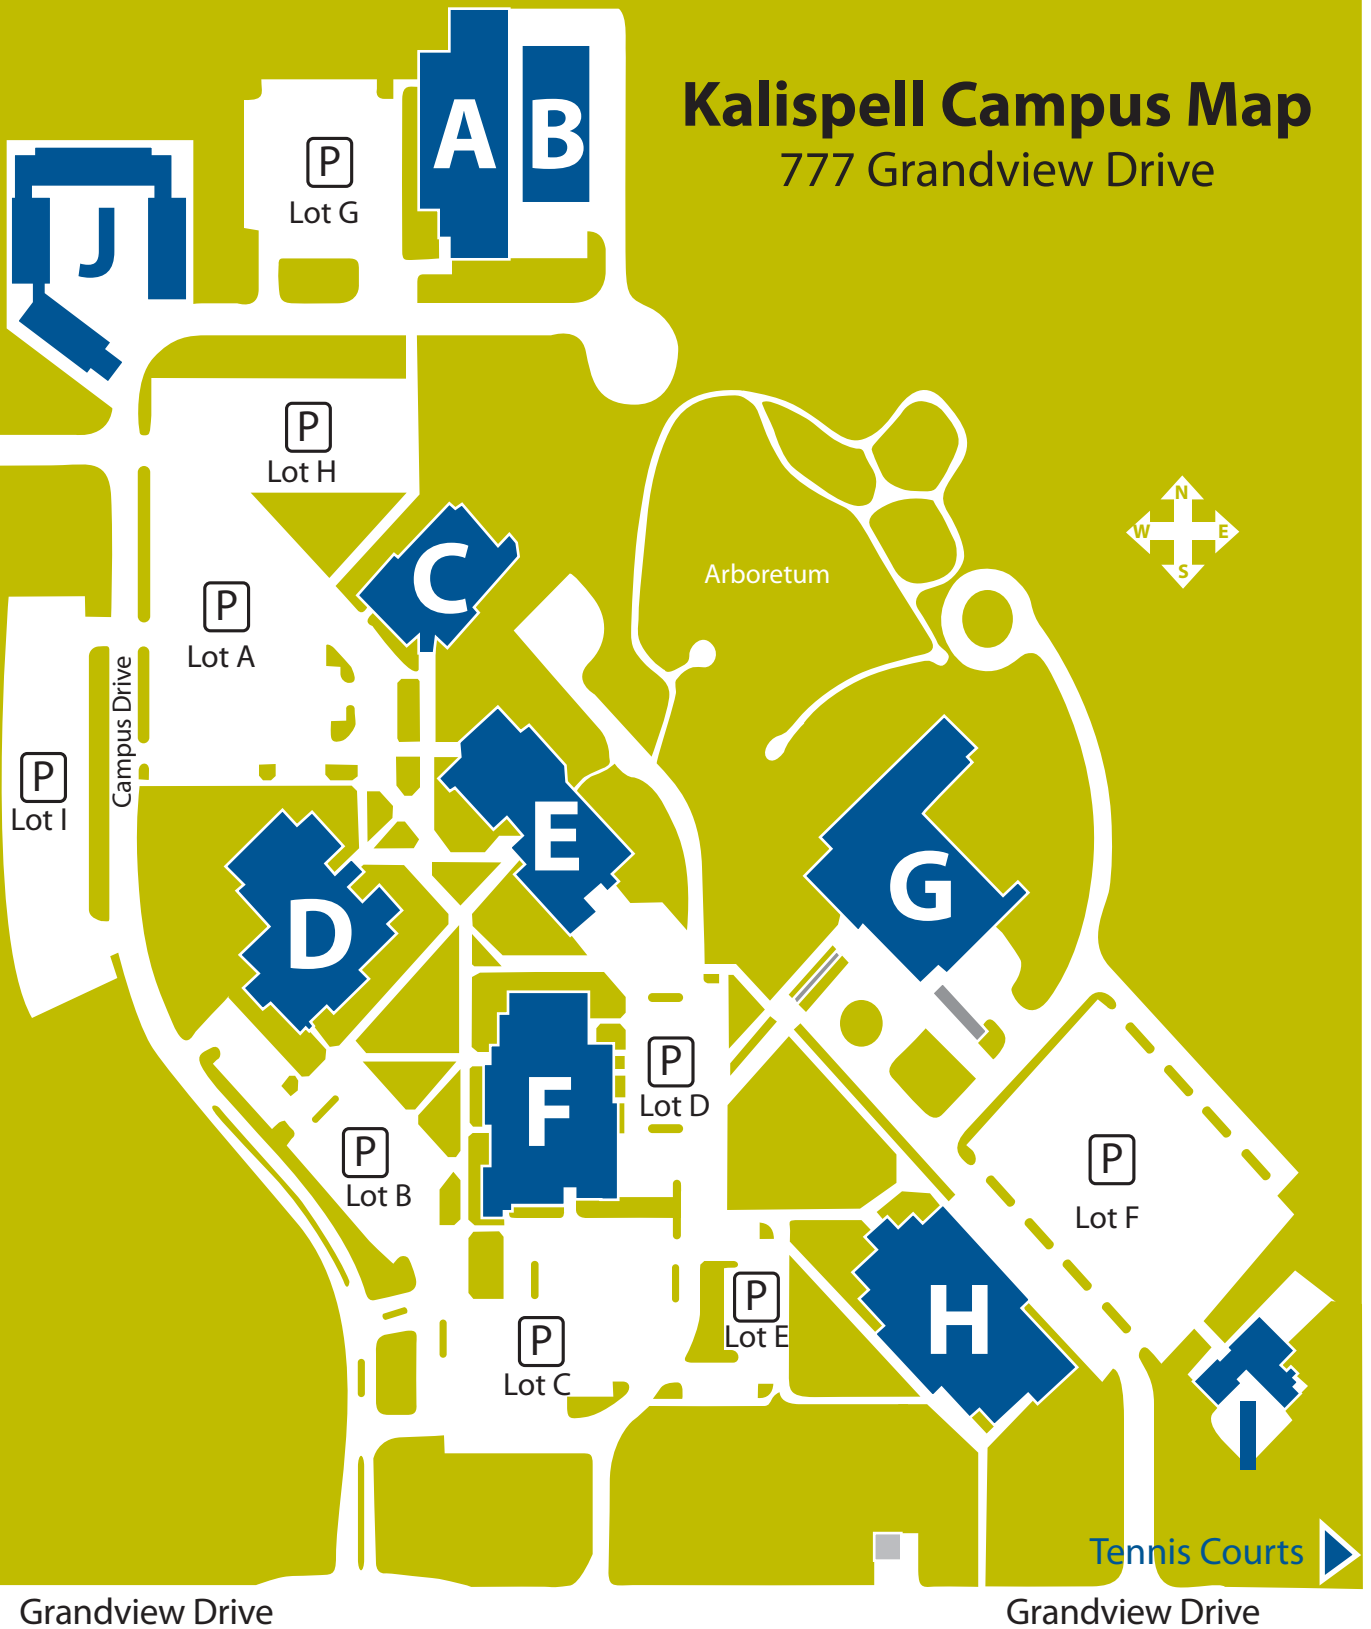 Kalispell Campus Map
777 Grandview Drive
A
B
P
Lot G
J
P
Lot H
N
W
E
S
C
Arboretum
P
Lot A
Campus Drive
P
Lot I
E
G
D
P
Lot D
F
P
Lot B
P
Lot F
P
Lot E
H
P
Lot C
I
Tennis Courts
Grandview Drive
Grandview Drive